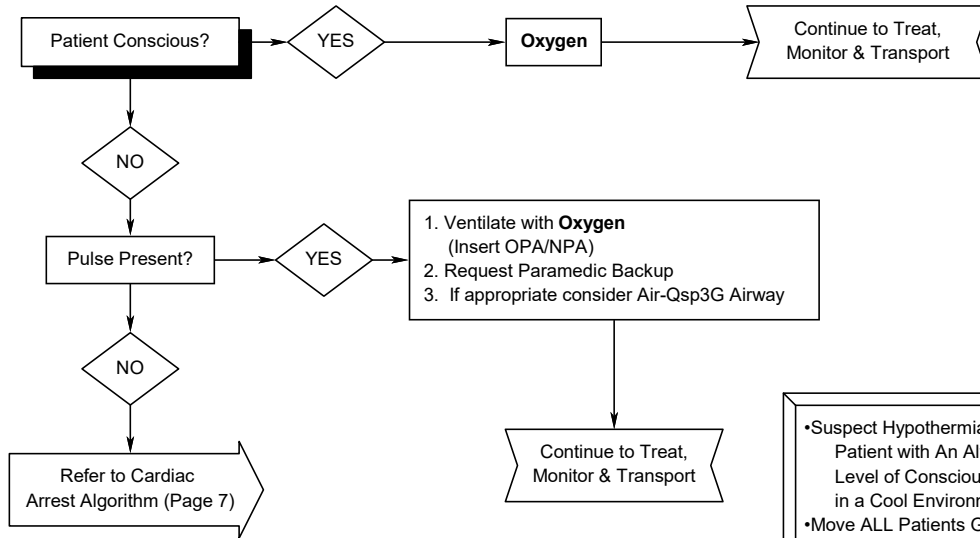 Patient Conscious?
YES
Oxygen
Continue to Treat,
Monitor & Transport
NO
Pulse Present?
YES
1. Ventilate with Oxygen
(Insert OPA/NPA)
2. Request Paramedic Backup
3. If appropriate consider Air-Qsp3G Airway
NO
Refer to Cardiac
Arrest Algorithm (Page 7)
Continue to Treat,
Monitor & Transport
•Suspect Hypothermia
Patient with An Al
Level of Consciou
in a Cool Environm
•Move ALL Patients G